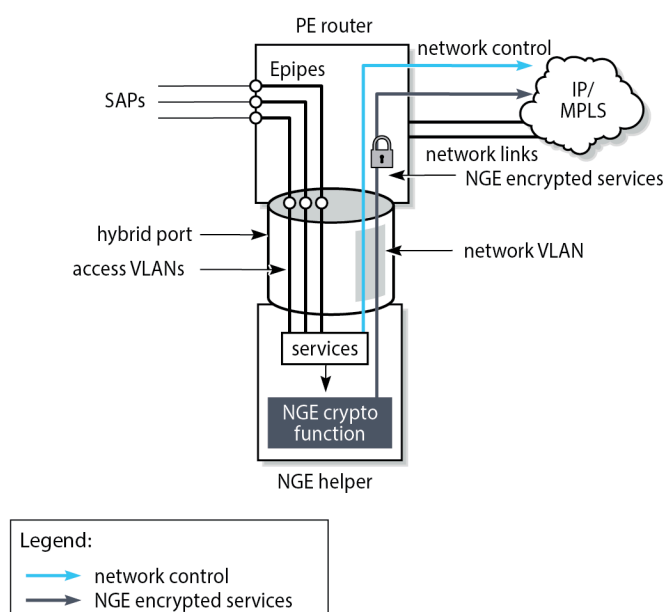 PE router
network control
Epipes
SAPs
IP/
MPLS
network links
NGE encrypted services
hybrid port
access VLANs
network VLAN
services
NGE crypto
function
NGE helper
Legend:
network control
NGE encrypted services